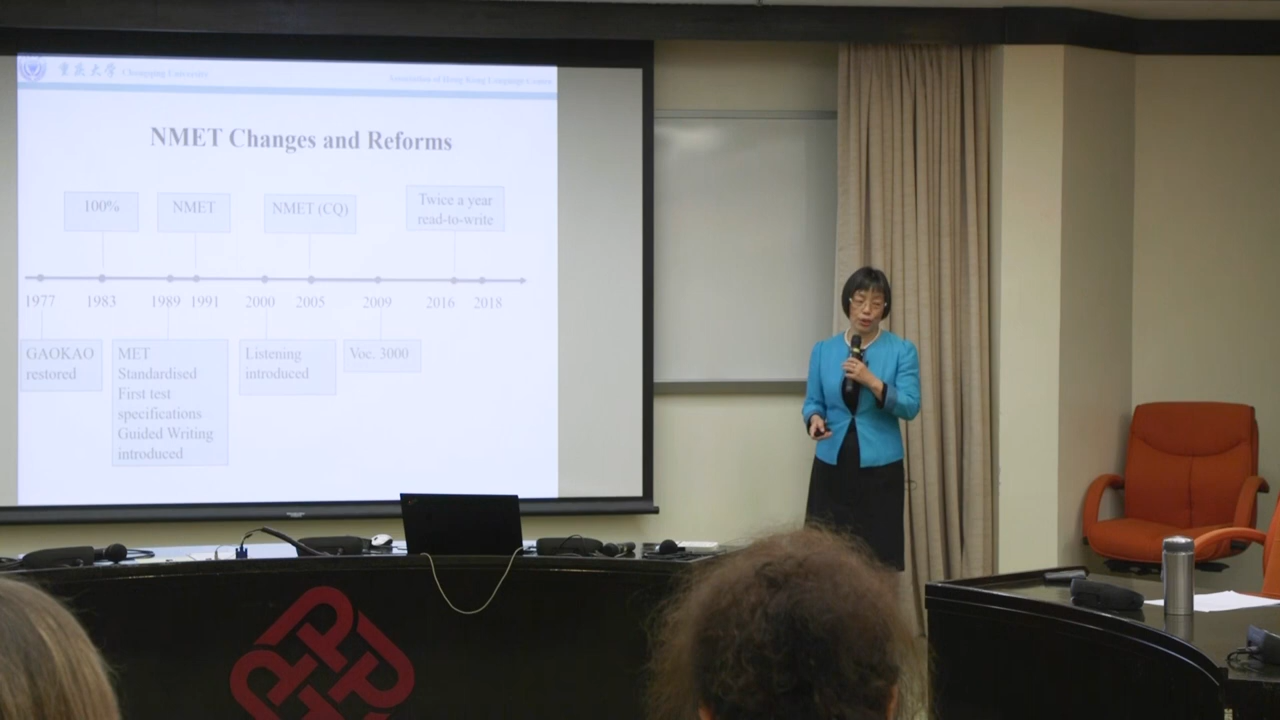 重庆大学 Chongqing University
Association of Hong Kong Language Centre
NMET Changes and Reforms
100%
NMET
NMET (CQ)
Twice a year
read-to-write
1977 1983 1989 1991 2000 2005 2009 2016 2018
GAOKAO
restored
MET
Standardised
First test
specifications
Guided Writing
introduced
Listening
introduced
Voc. 3000